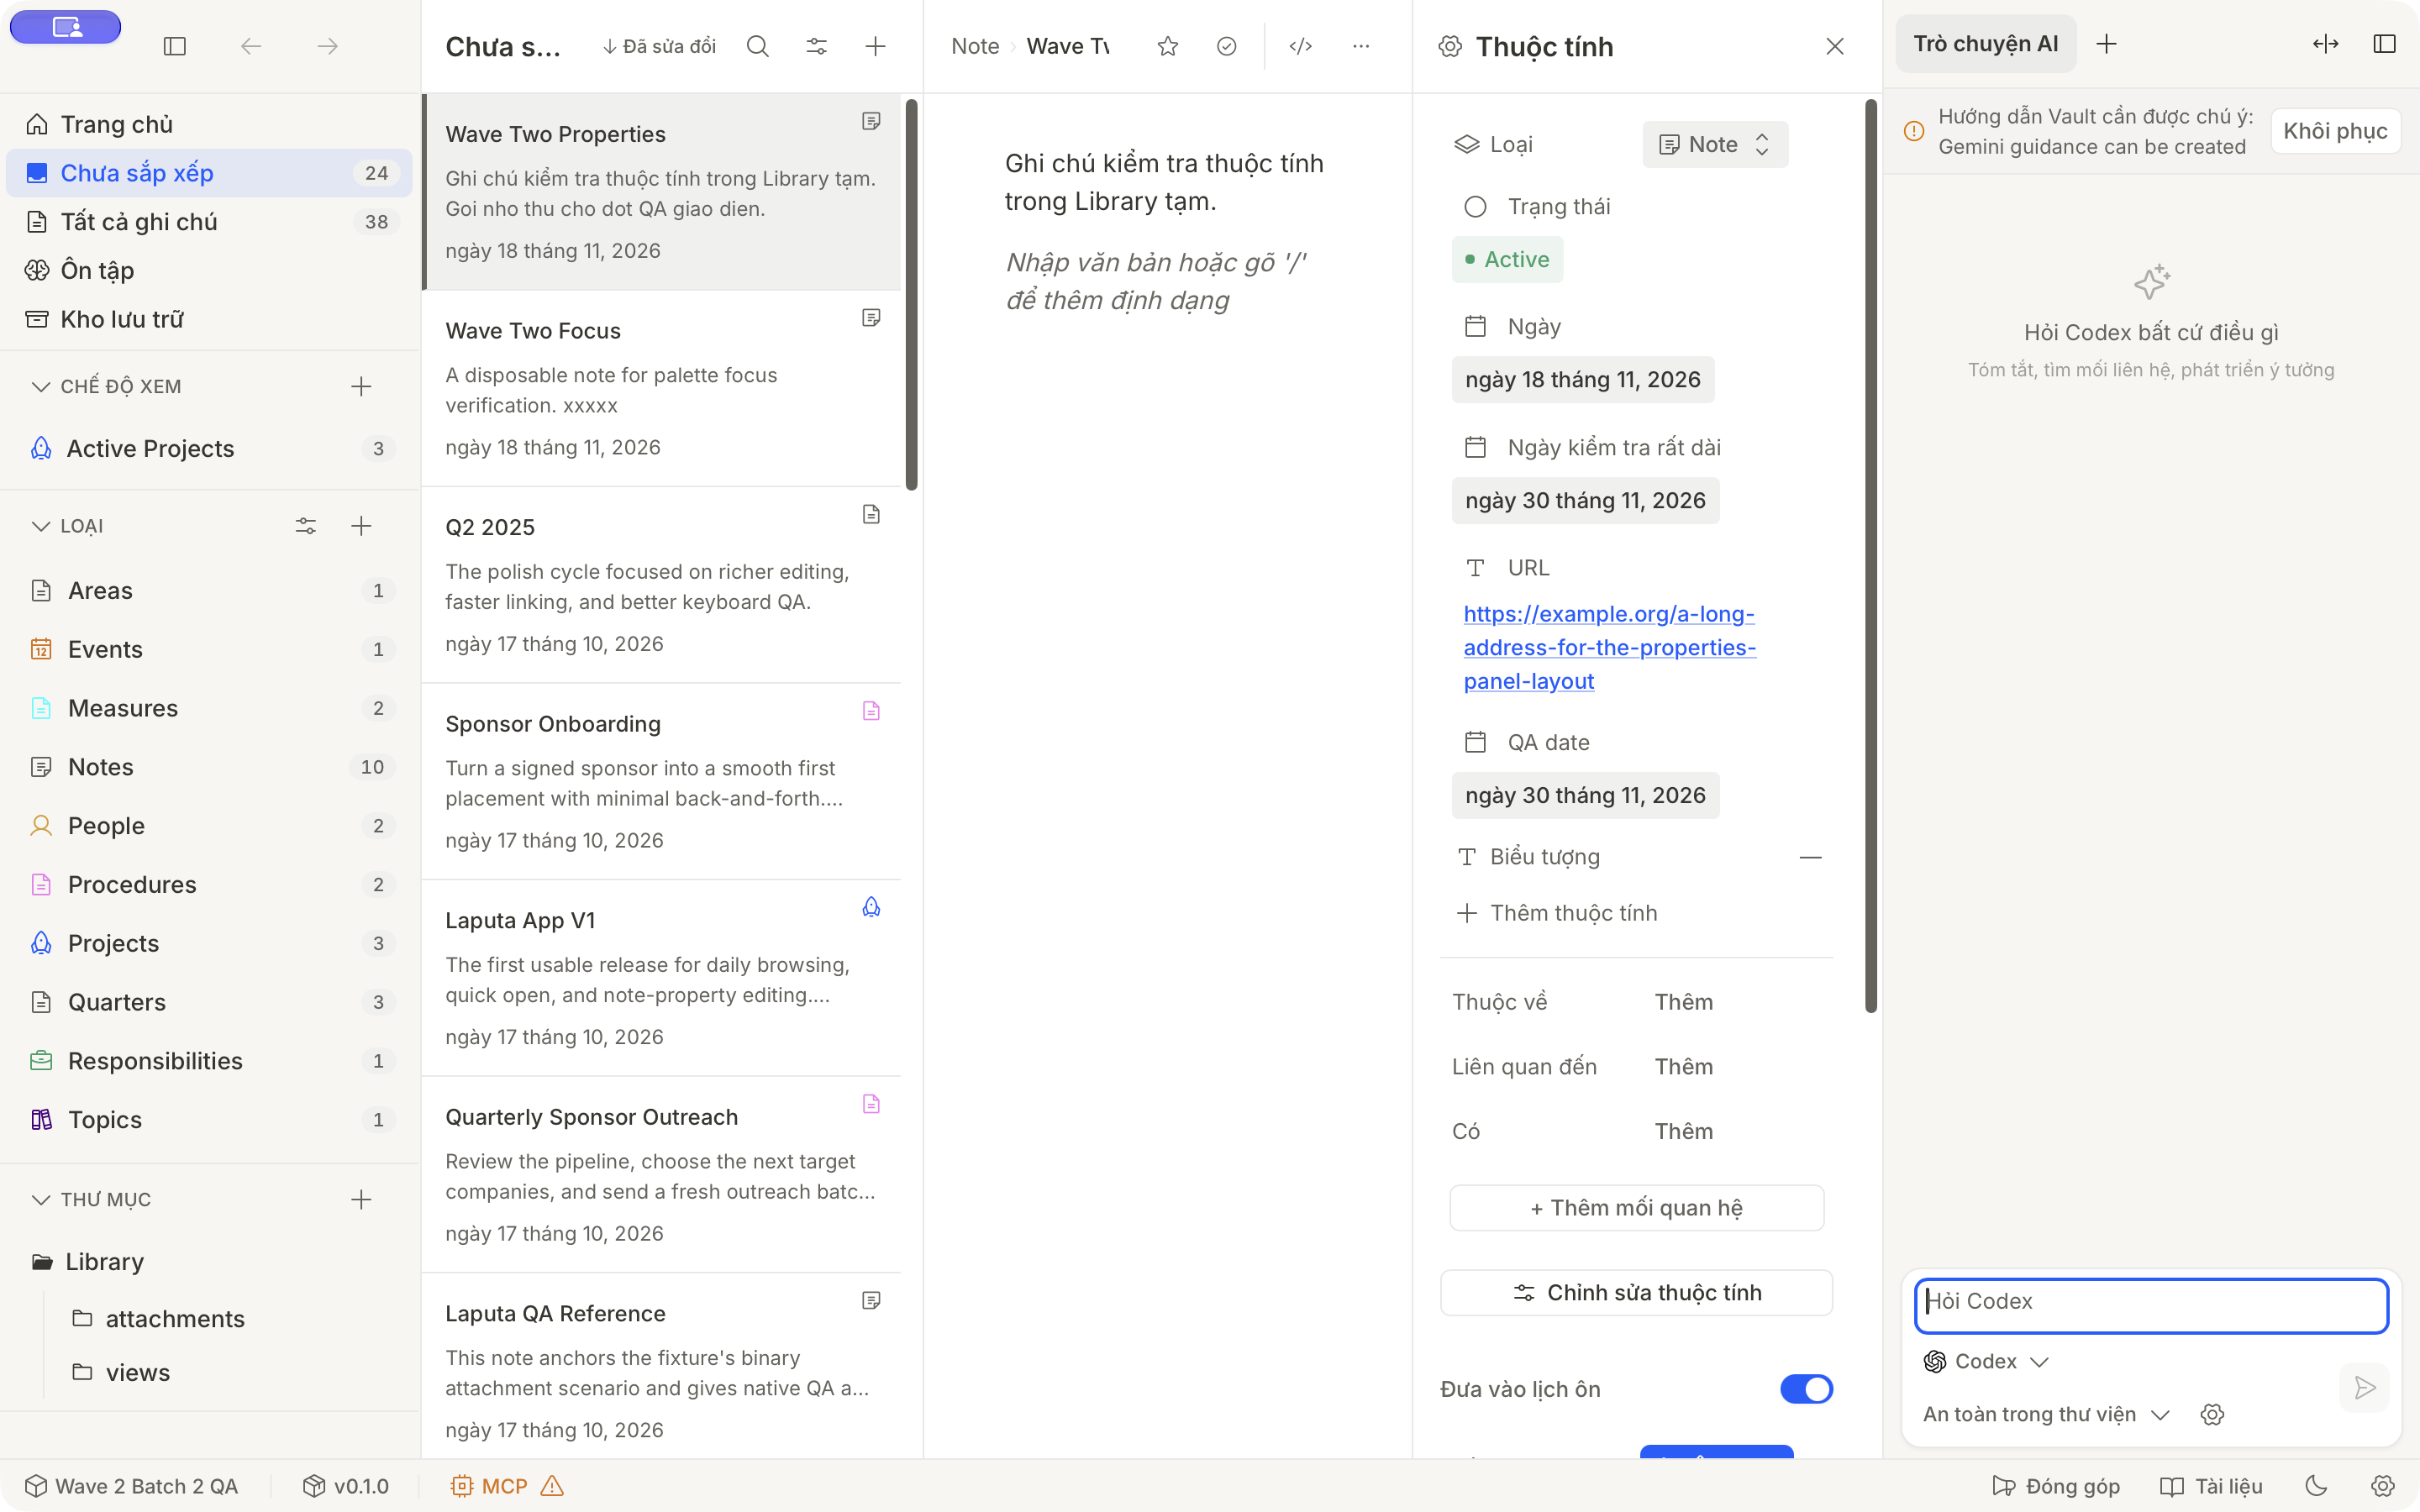 Trang chủ
Chưa sắp xếp
24
Tất cả ghi chú
38
Ôn tập
Kho lưu trữ
CHẾ ĐỘ XEM
Active Projects
3
LOẠI
Areas
1
Events
1
Measures
2
Notes
10
People
2
Procedures
2
Projects
3
Quarters
3
Responsibilities
1
Topics
1
THƯ MỤC
Library
attachments
views
Chưa s...
Đã sửa đổi
Wave Two Properties
Ghi chú kiểm tra thuộc tính trong Library tạm.
Goi nho thu cho dot QA giao dien.
ngày 18 tháng 11, 2026
Wave Two Focus
A disposable note for palette focus
verification. xxxxx
ngày 18 tháng 11, 2026
Q2 2025
The polish cycle focused on richer editing,
faster linking, and better keyboard QA.
ngày 17 tháng 10, 2026
Sponsor Onboarding
Turn a signed sponsor into a smooth first
placement with minimal back-and-forth....
ngày 17 tháng 10, 2026
Laputa App V1
The first usable release for daily browsing,
quick open, and note-property editing....
ngày 17 tháng 10, 2026
Quarterly Sponsor Outreach
Review the pipeline, choose the next target
companies, and send a fresh outreach batc...
ngày 17 tháng 10, 2026
Laputa QA Reference
This note anchors the fixture's binary
attachment scenario and gives native QA a...
ngày 17 tháng 10, 2026
Note › Wave
Ghi chú kiểm tra thuộc tính
trong Library tạm.
Nhập văn bản hoặc gõ '/'
để thêm định dạng
Thuộc tính
Loại
Note
Trạng thái
Active
Ngày
ngày 18 tháng 11, 2026
Ngày kiểm tra rất dài
ngày 30 tháng 11, 2026
URL
https://example.org/a-long-
address-for-the-properties-
panel-layout
QA date
ngày 30 tháng 11, 2026
Biểu tượng
—
Thêm thuộc tính
Thuộc về
Thêm
Liên quan đến
Thêm
Có
Thêm
+ Thêm mối quan hệ
Chỉnh sửa thuộc tính
Đưa vào lịch ôn
Trò chuyện AI
Hướng dẫn Vault cần được chú ý:
Gemini guidance can be created
Khôi phục
Hỏi Codex bất cứ điều gì
Tóm tắt, tìm mối liên hệ, phát triển ý tưởng
Hỏi Codex
Codex
An toàn trong thư viện
Wave 2 Batch 2 QA
v0.1.0
MCP
Đóng góp
Tài liệu